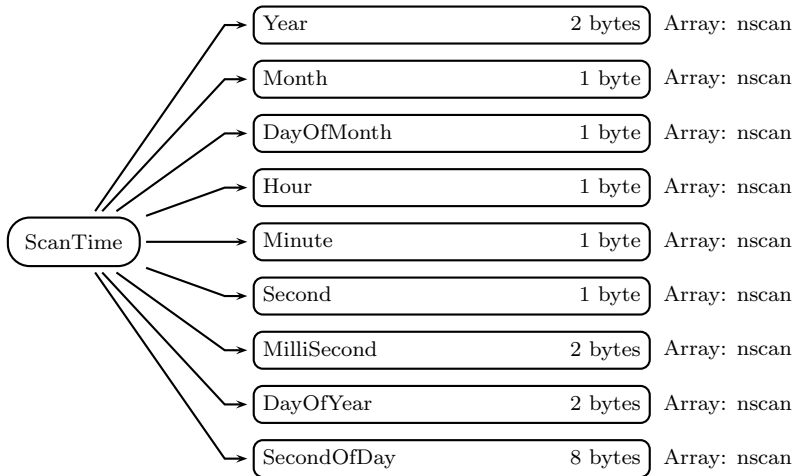 Year 2 bytes Array: nscan
Month 1 byte Array: nscan
DayOfMonth 1 byte Array: nscan
Hour 1 byte Array: nscan
ScanTime Minute 1 byte Array: nscan
Second 1 byte Array: nscan
MilliSecond 2 bytes Array: nscan
DayOfYear 2 bytes Array: nscan
SecondOfDay 8 bytes Array: nscan